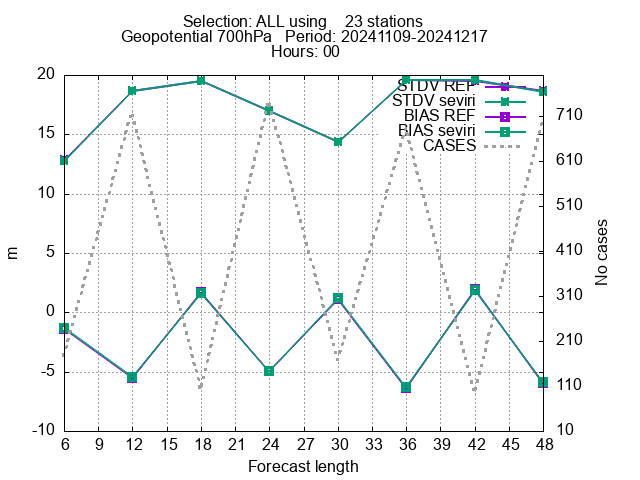 Selection: ALL using    23 stations
Geopotential 700hPa   Period: 20241109-20241217
Hours: 00
STDV REF
STDV seviri
BIAS REF
BIAS seviri
CASES
20
15
10
5
0
-5
-10
m
710
610
510
410
310
210
110
10
No cases
6 9 12 15 18 21 24 27 30 33 36 39 42 45 48
Forecast length